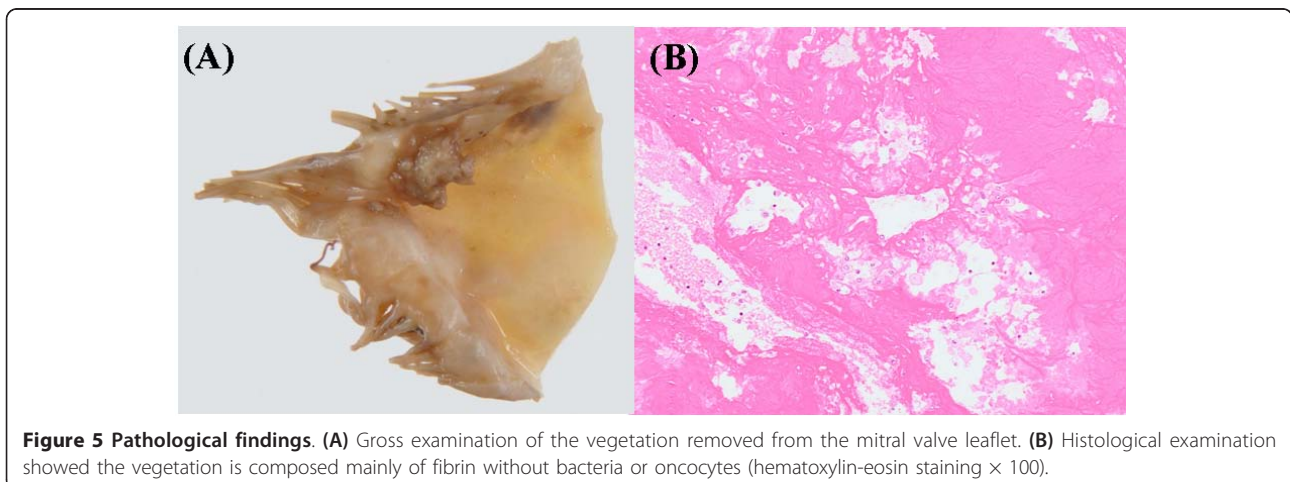 (A)
(B)
Figure 5 Pathological findings. (A) Gross examination of the vegetation removed from the mitral valve leaflet. (B) Histological examination
showed the vegetation is composed mainly of fibrin without bacteria or oncocytes (hematoxylin-eosin staining × 100).